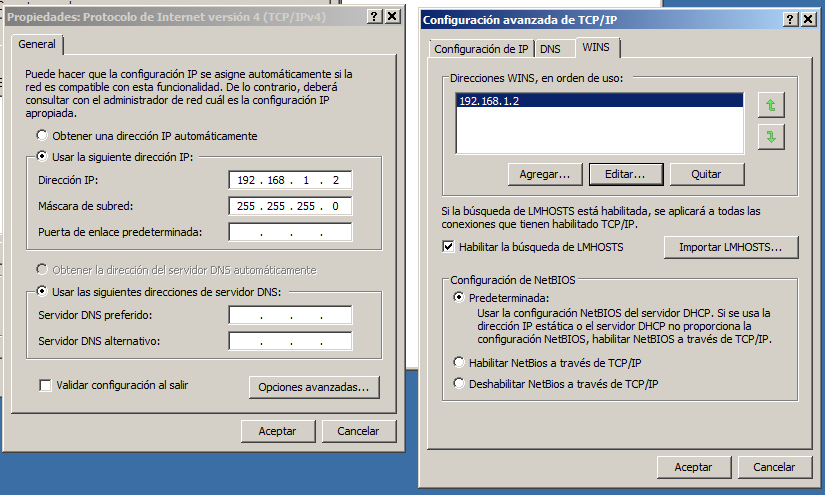 Propiedades: Protocolo de Internet versión 4 (TCP/IPv4)
General
Puede hacer que la configuración IP se asigne automáticamente si la
red es compatible con esta funcionalidad. De lo contrario, deberá
consultar con el administrador de red cuál es la configuración IP
apropiada.
Obtener una dirección IP automáticamente
Usar la siguiente dirección IP:
Dirección IP: 192 . 168 . 1 . 2
Máscara de subred: 255 . 255 . 255 . 0
Puerta de enlace predeterminada: . . .
Obtener la dirección del servidor DNS automáticamente
Usar las siguientes direcciones de servidor DNS:
Servidor DNS preferido: . . .
Servidor DNS alternativo: . . .
Validar configuración al salir
Opciones avanzadas...
Aceptar Cancelar
Configuración avanzada de TCP/IP
Configuración de IP DNS WINS
Direcciones WINS, en orden de uso:
192.168.1.2
Agregar... Editar... Quitar
Si la búsqueda de LMHOSTS está habilitada, se aplicará a todas las
conexiones que tienen habilitado TCP/IP.
Habilitar la búsqueda de LMHOSTS Importar LMHOSTS...
Configuración de NetBIOS
Predeterminada:
Usar la configuración NetBIOS del servidor DHCP. Si se usa la
dirección IP estática o el servidor DHCP no proporciona la
configuración NetBIOS, habilitar NetBIOS a través de TCP/IP.
Habilitar NetBios a través de TCP/IP
Deshabilitar NetBios a través de TCP/IP
Aceptar Cancelar